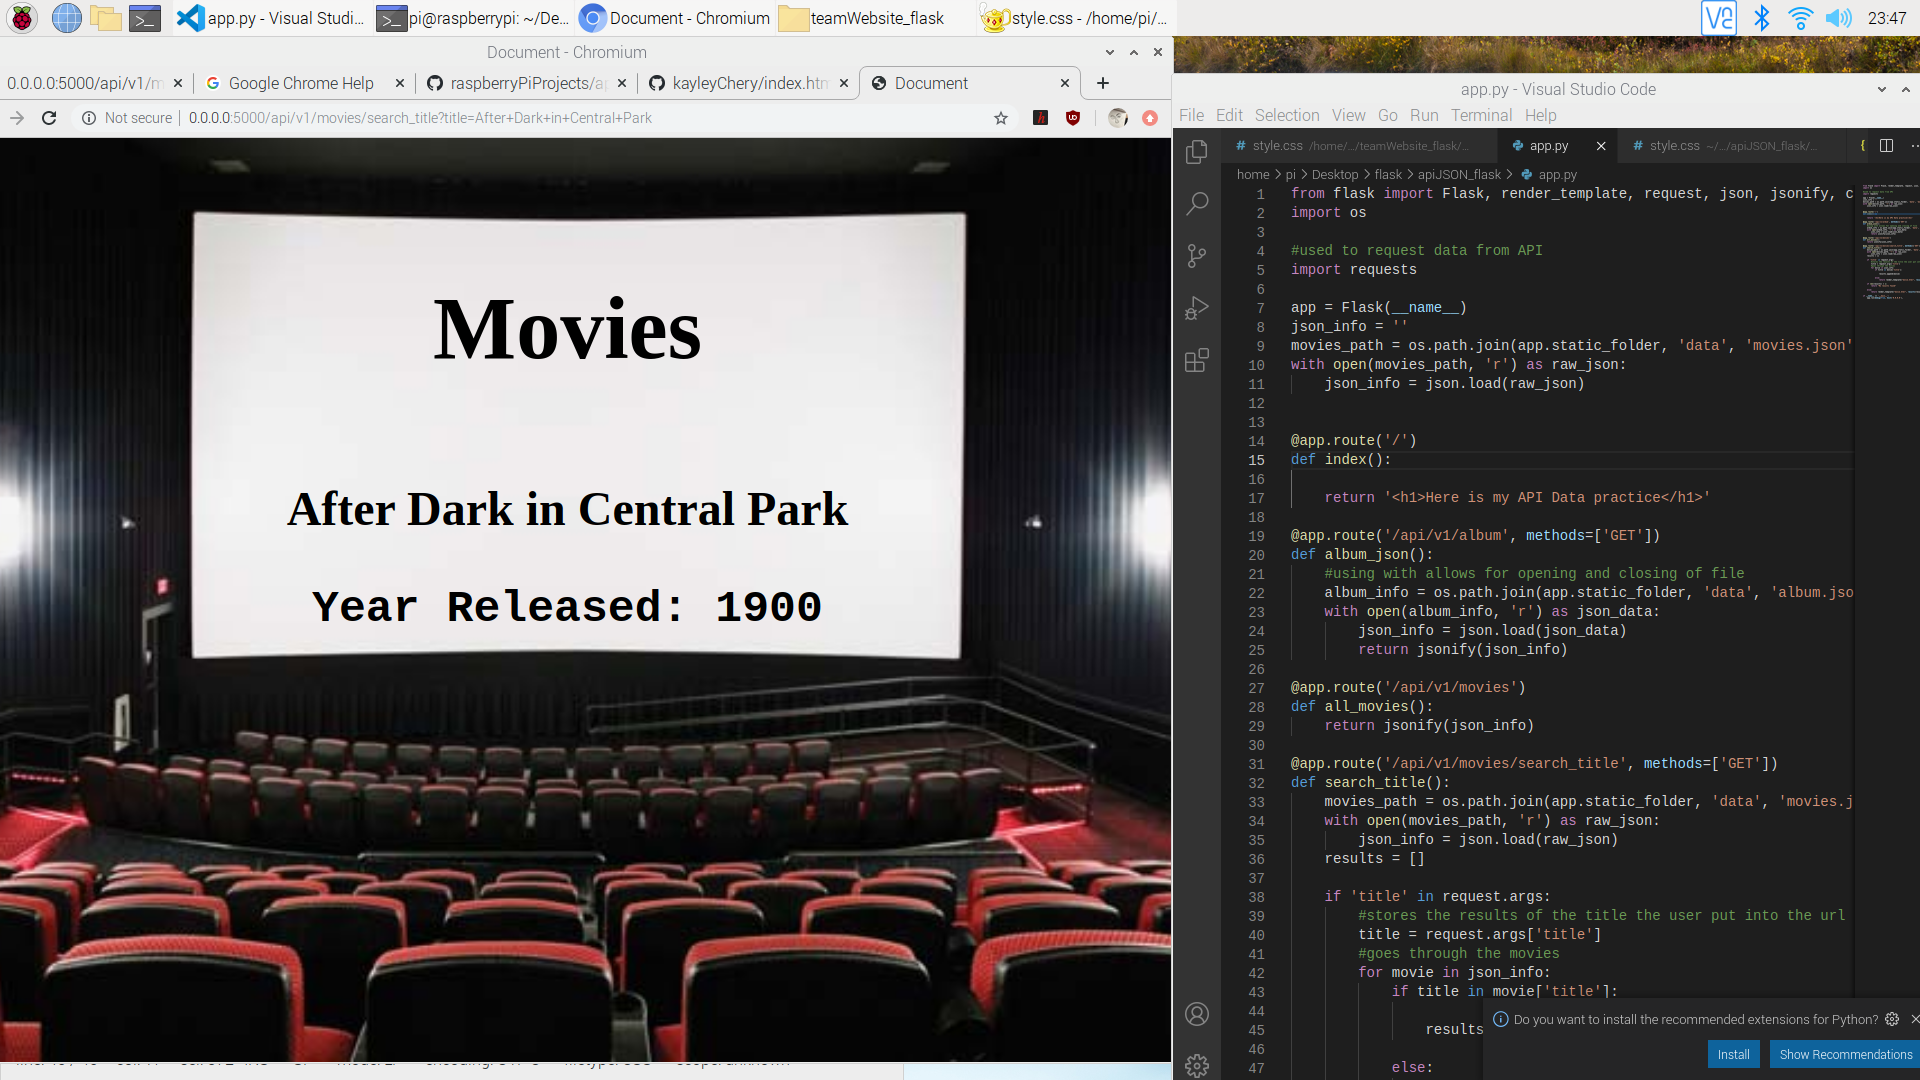 app.py - Visual Studi...
pi@raspberrypi: ~/De...
Document - Chromium
teamWebsite_flask
style.css - /home/pi/...
23:47
Document - Chromium
0.0.0.0:5000/api/v1/m
Google Chrome Help
raspberryPiProjects/a
kayleyChery/index.htm
Document
Not secure
0.0.0.0:5000/api/v1/movies/search_title?title=After+Dark+in+Central+Park
Movies
After Dark in Central Park
Year Released: 1900
app.py - Visual Studio Code
File Edit Selection View Go Run Terminal Help
# style.css /home/.../teamWebsite_flask/...
app.py
# style.css ~/.../apiJSON_flask/...
home > pi > Desktop > flask > apiJSON_flask > app.py
1 from flask import Flask, render_template, request, json, jsonify, c
2 import os
3
4 #used to request data from API
5 import requests
6
7 app = Flask(__name__)
8 json_info = ''
9 movies_path = os.path.join(app.static_folder, 'data', 'movies.json'
10 with open(movies_path, 'r') as raw_json:
11 json_info = json.load(raw_json)
12
13
14 @app.route('/')
15 def index():
16
17 return '<h1>Here is my API Data practice</h1>'
18
19 @app.route('/api/v1/album', methods=['GET'])
20 def album_json():
21 #using with allows for opening and closing of file
22 album_info = os.path.join(app.static_folder, 'data', 'album.jso
23 with open(album_info, 'r') as json_data:
24 json_info = json.load(json_data)
25 return jsonify(json_info)
26
27 @app.route('/api/v1/movies')
28 def all_movies():
29 return jsonify(json_info)
30
31 @app.route('/api/v1/movies/search_title', methods=['GET'])
32 def search_title():
33 movies_path = os.path.join(app.static_folder, 'data', 'movies.j
34 with open(movies_path, 'r') as raw_json:
35 json_info = json.load(raw_json)
36 results = []
37
38 if 'title' in request.args:
39 #stores the results of the title the user put into the url
40 title = request.args['title']
41 #goes through the movies
42 for movie in json_info:
43 if title in movie['title']:
44
45 results
46
47 else:
Do you want to install the recommended extensions for Python?
Install
Show Recommendations